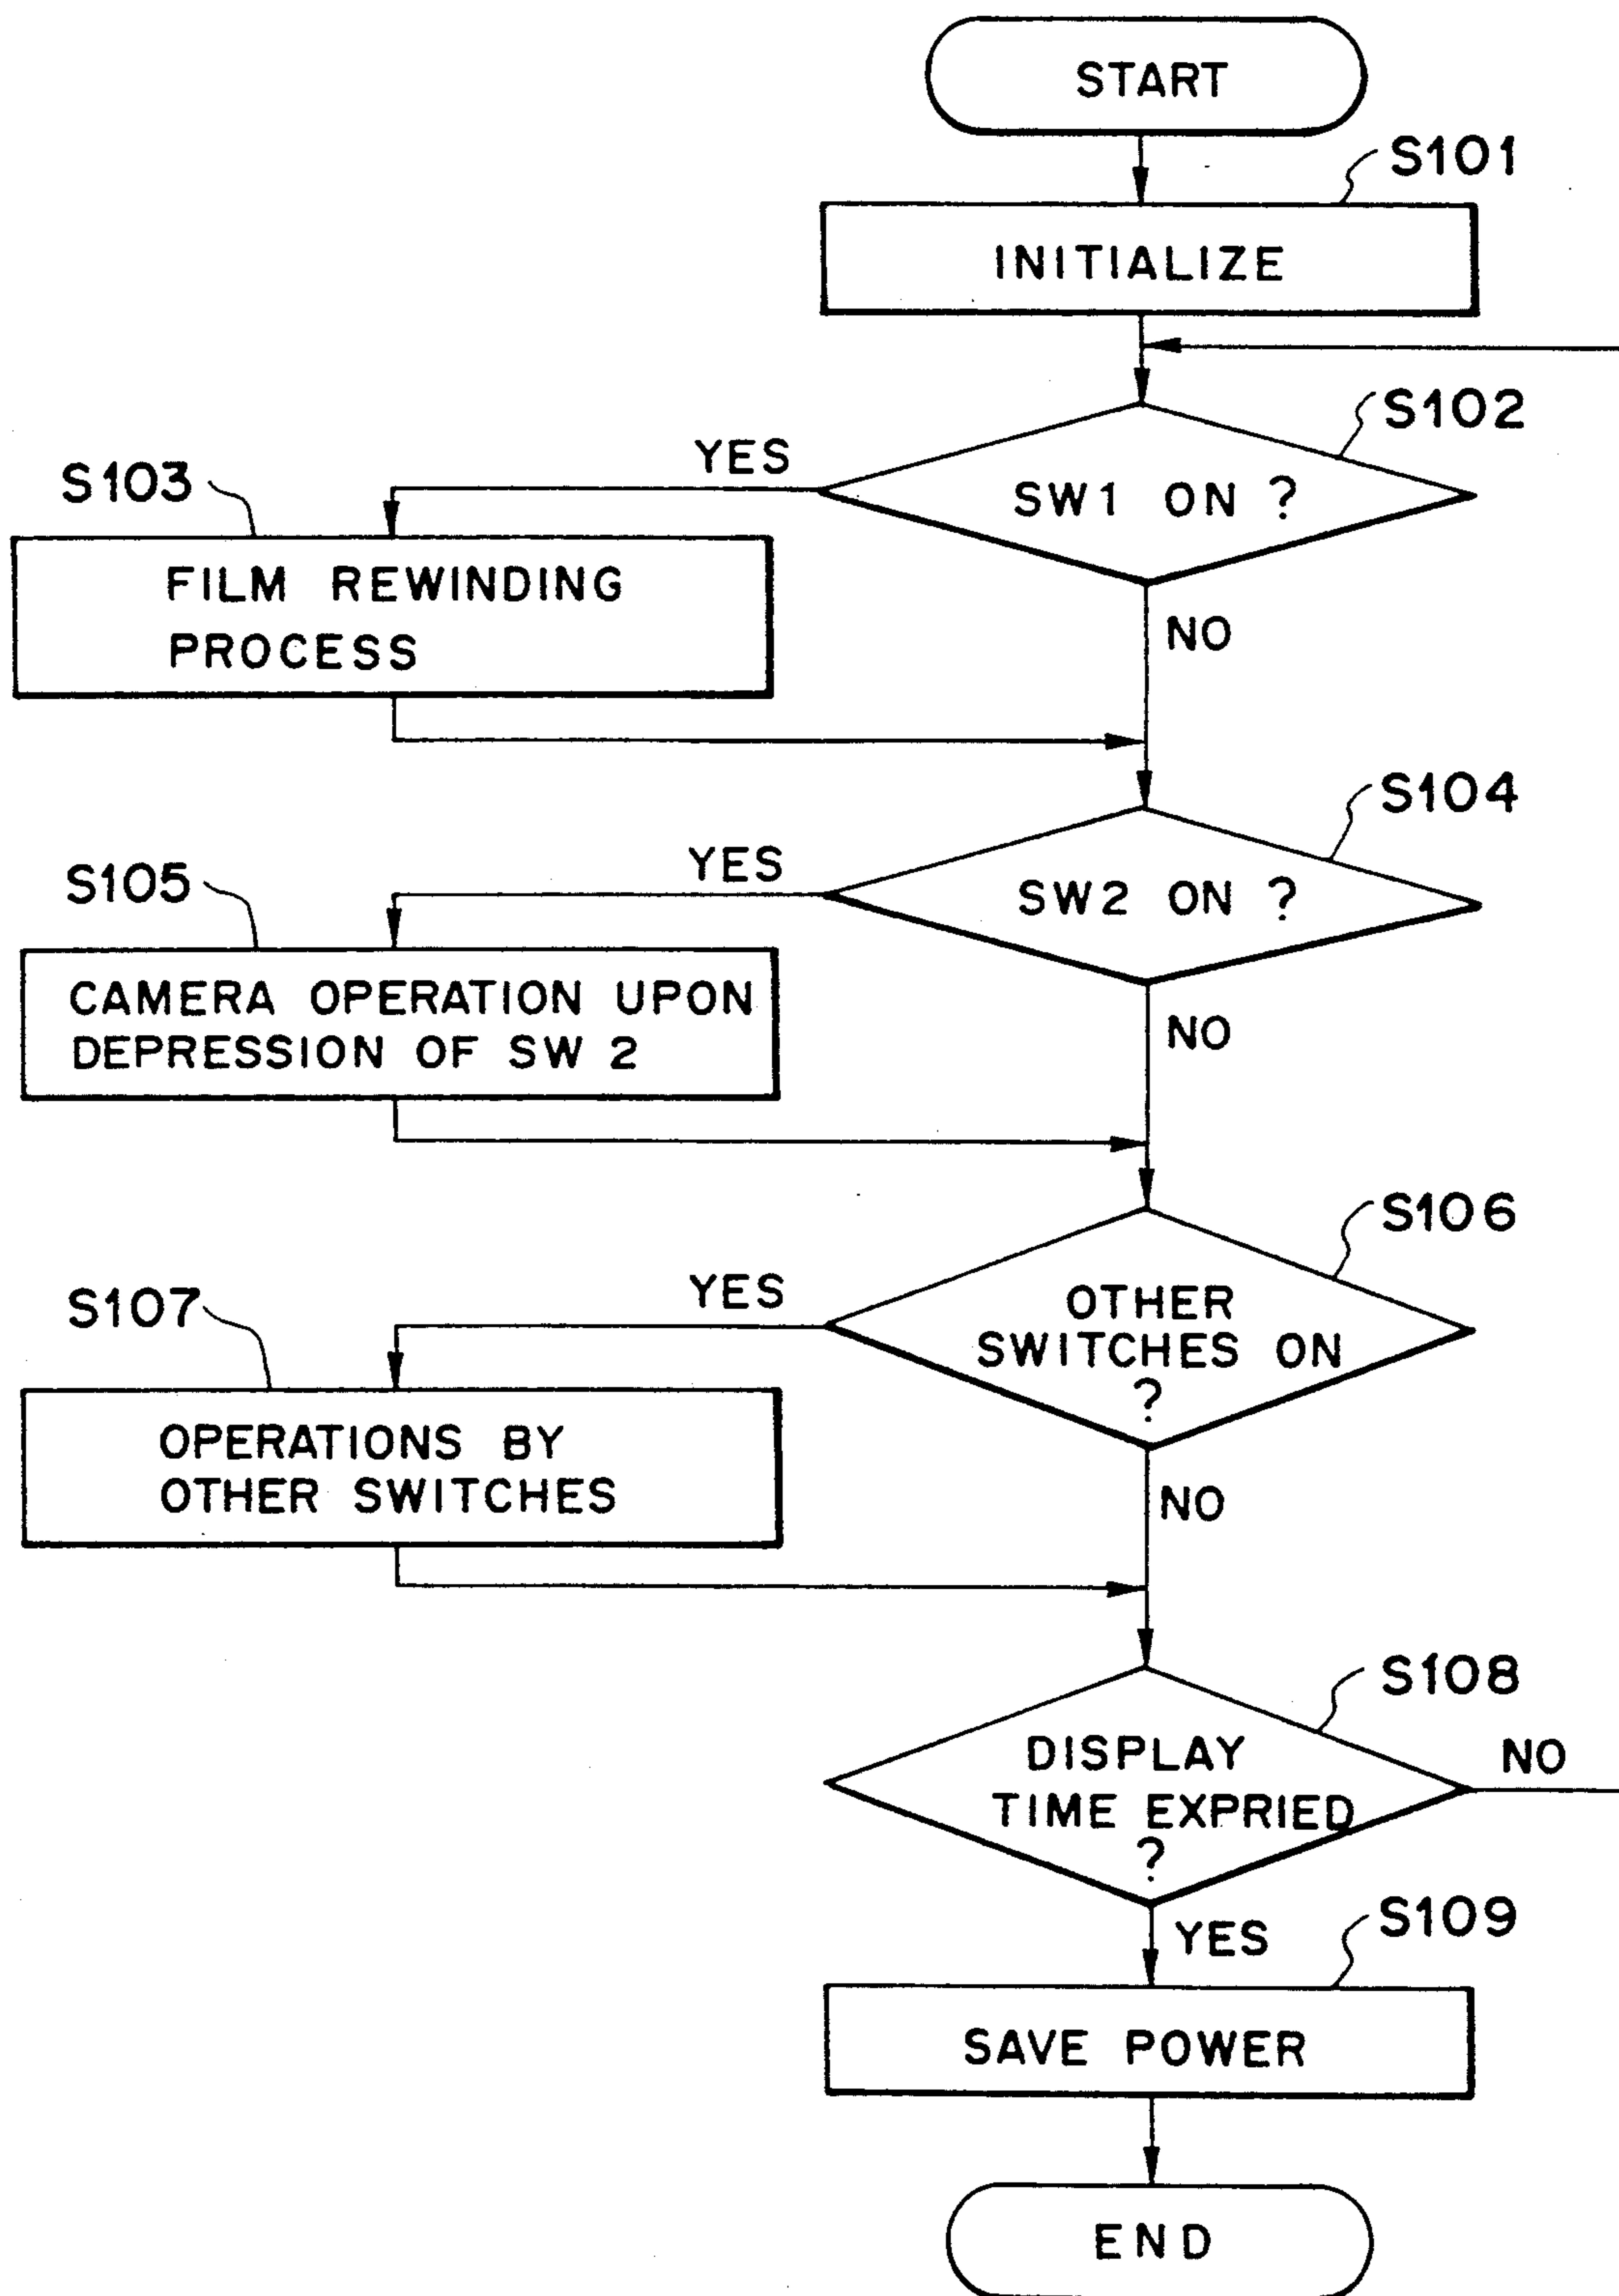 START
S101
INITIALIZE
S102
YES
SW1 ON ?
S103
FILM REWINDING
PROCESS
NO
S104
YES
SW2 ON ?
S105
CAMERA OPERATION UPON
DEPRESSION OF SW 2
NO
S106
YES
OTHER
SWITCHES ON
?
S107
OPERATIONS BY
OTHER SWITCHES
NO
S108
DISPLAY
TIME EXPRIED
?
NO
YES
S109
SAVE POWER
END